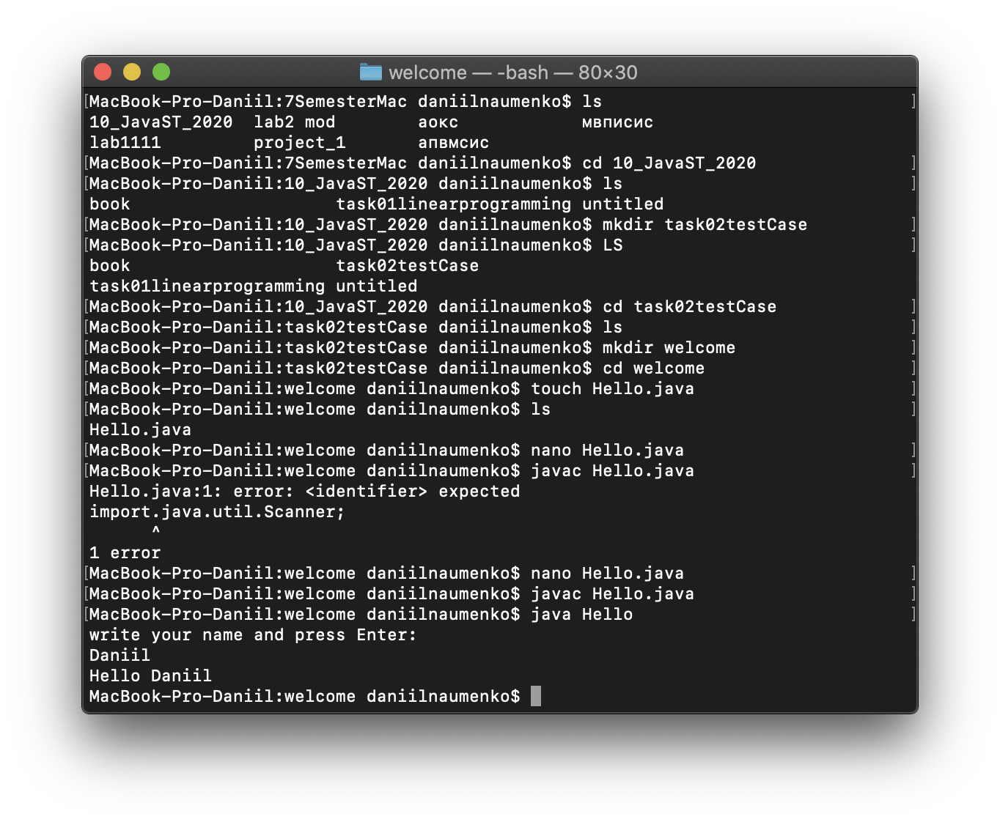 welcome — -bash — 80×30
[MacBook-Pro-Daniil:7SemesterMac daniilnaumenko$ ls ]
10_JavaST_2020 lab2 mod аокс мвписис
lab1111 project_1 апвмсис
[MacBook-Pro-Daniil:7SemesterMac daniilnaumenko$ cd 10_JavaST_2020 ]
[MacBook-Pro-Daniil:10_JavaST_2020 daniilnaumenko$ ls ]
book task01linearprogramming untitled
[MacBook-Pro-Daniil:10_JavaST_2020 daniilnaumenko$ mkdir task02testCase ]
[MacBook-Pro-Daniil:10_JavaST_2020 daniilnaumenko$ LS ]
book task02testCase
task01linearprogramming untitled
[MacBook-Pro-Daniil:10_JavaST_2020 daniilnaumenko$ cd task02testCase ]
[MacBook-Pro-Daniil:task02testCase daniilnaumenko$ ls ]
[MacBook-Pro-Daniil:task02testCase daniilnaumenko$ mkdir welcome ]
[MacBook-Pro-Daniil:task02testCase daniilnaumenko$ cd welcome ]
[MacBook-Pro-Daniil:welcome daniilnaumenko$ touch Hello.java ]
[MacBook-Pro-Daniil:welcome daniilnaumenko$ ls ]
Hello.java
[MacBook-Pro-Daniil:welcome daniilnaumenko$ nano Hello.java ]
[MacBook-Pro-Daniil:welcome daniilnaumenko$ javac Hello.java ]
Hello.java:1: error: <identifier> expected
import.java.util.Scanner;
^
1 error
[MacBook-Pro-Daniil:welcome daniilnaumenko$ nano Hello.java ]
[MacBook-Pro-Daniil:welcome daniilnaumenko$ javac Hello.java ]
[MacBook-Pro-Daniil:welcome daniilnaumenko$ java Hello ]
write your name and press Enter:
Daniil
Hello Daniil
MacBook-Pro-Daniil:welcome daniilnaumenko$